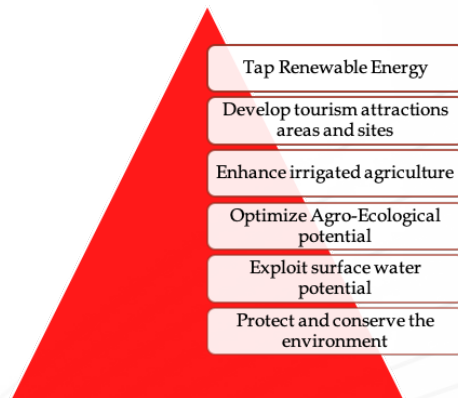 Tap Renewable Energy
Develop tourism attractions
areas and sites
Enhance irrigated agriculture
Optimize Agro-Ecological
potential
Exploit surface water
potential
Protect and conserve the
environment